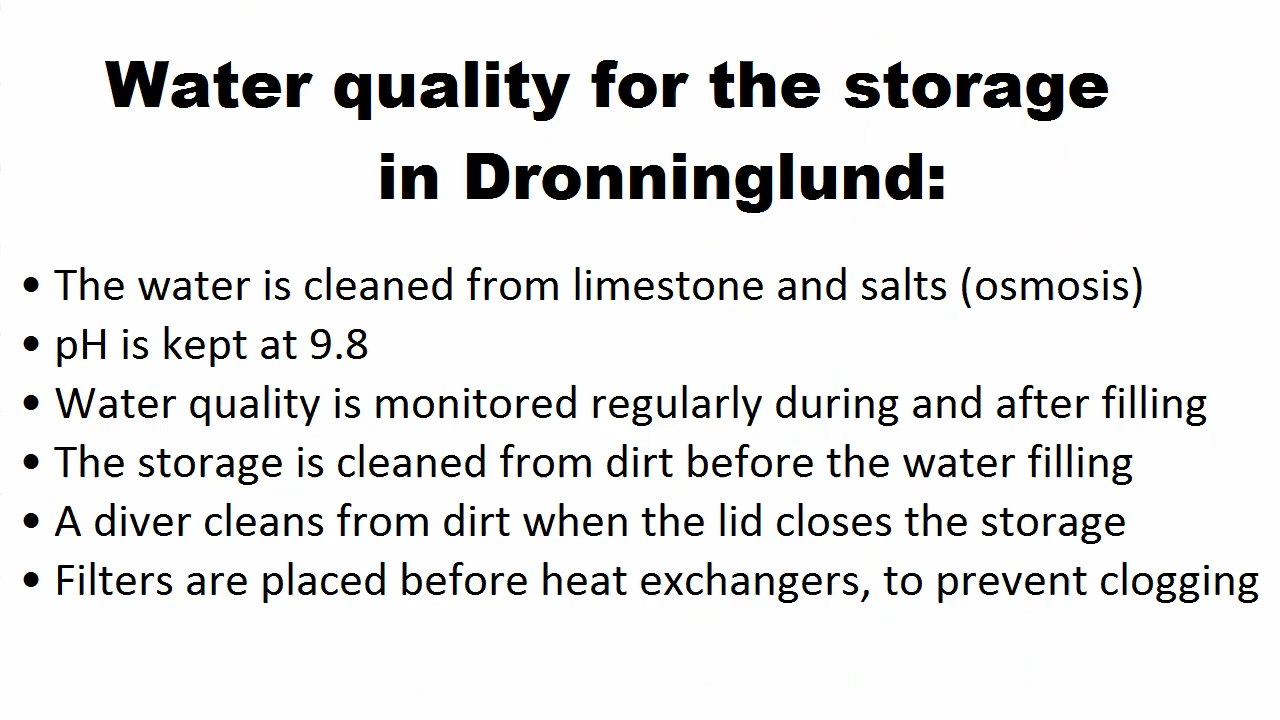 Water quality for the storage
in Dronninglund:
• The water is cleaned from limestone and salts (osmosis)
• pH is kept at 9.8
• Water quality is monitored regularly during and after filling
• The storage is cleaned from dirt before the water filling
• A diver cleans from dirt when the lid closes the storage
• Filters are placed before heat exchangers, to prevent clogging